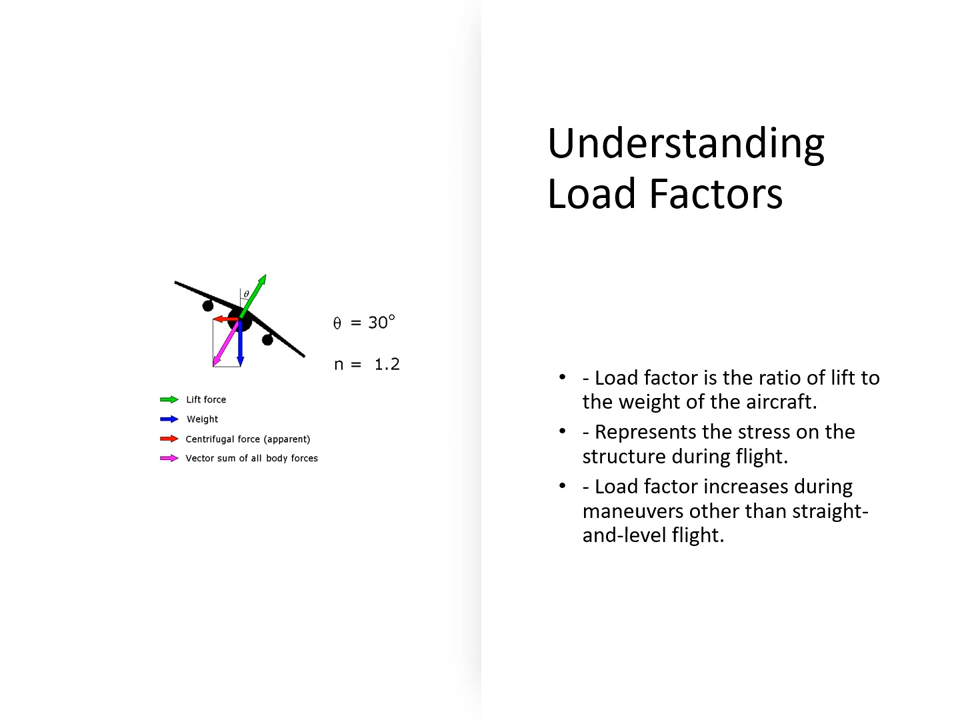 θ
θ = 30°
n = 1.2
Lift force
Weight
Centrifugal force (apparent)
Vector sum of all body forces
Understanding
Load Factors
• - Load factor is the ratio of lift to
the weight of the aircraft.
• - Represents the stress on the
structure during flight.
• - Load factor increases during
maneuvers other than straight-
and-level flight.